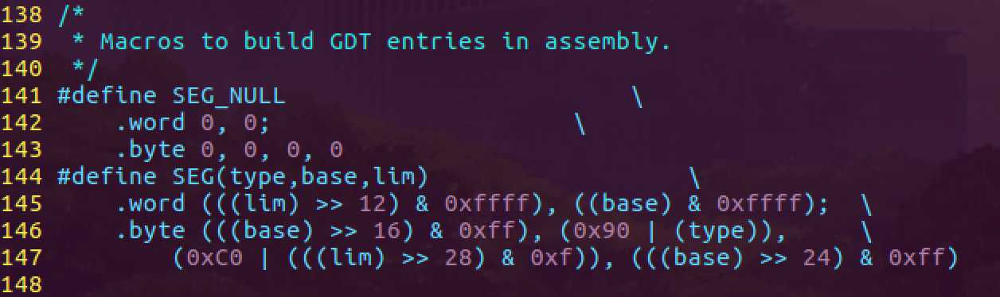 138 /*
139  * Macros to build GDT entries in assembly.
140  */
141 #define SEG_NULL                        \
142     .word 0, 0;                     \
143     .byte 0, 0, 0, 0
144 #define SEG(type,base,lim)                  \
145     .word (((lim) >> 12) & 0xffff), ((base) & 0xffff);  \
146     .byte (((base) >> 16) & 0xff), (0x90 | (type)),     \
147         (0xC0 | (((lim) >> 28) & 0xf)), (((base) >> 24) & 0xff)
148